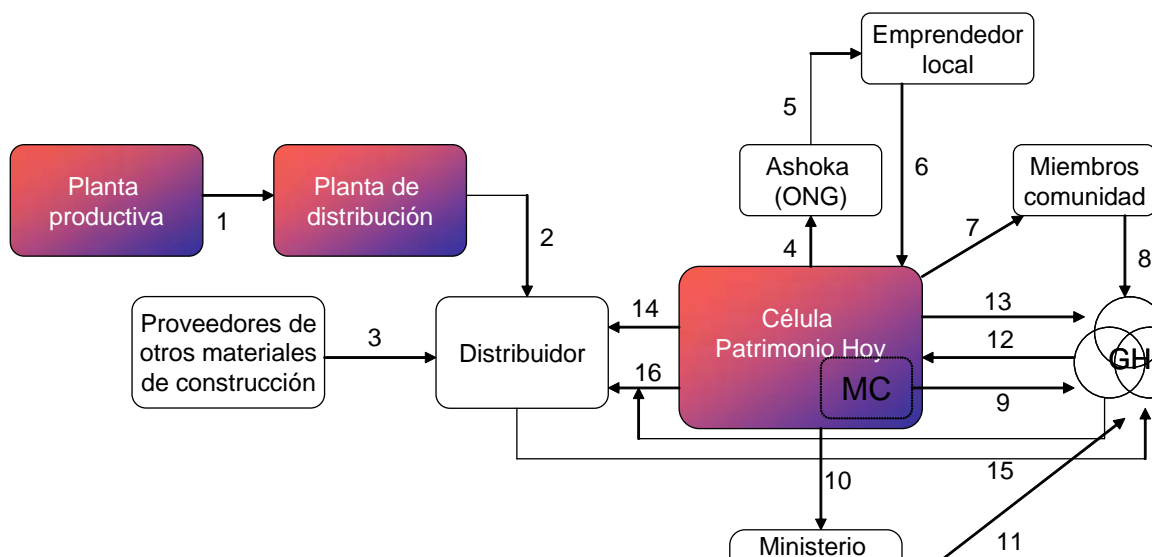 Emprendedor
local
5
Planta
productiva
1
Planta de
distribución
2
Ashoka
(ONG)
4
6
7
Miembros
comunidad
8
Proveedores de
otros materiales
de construcción
3
Distribuidor
14
16
Célula
Patrimonio Hoy
MC
13
12
9
GH
10
15
Ministerio
11